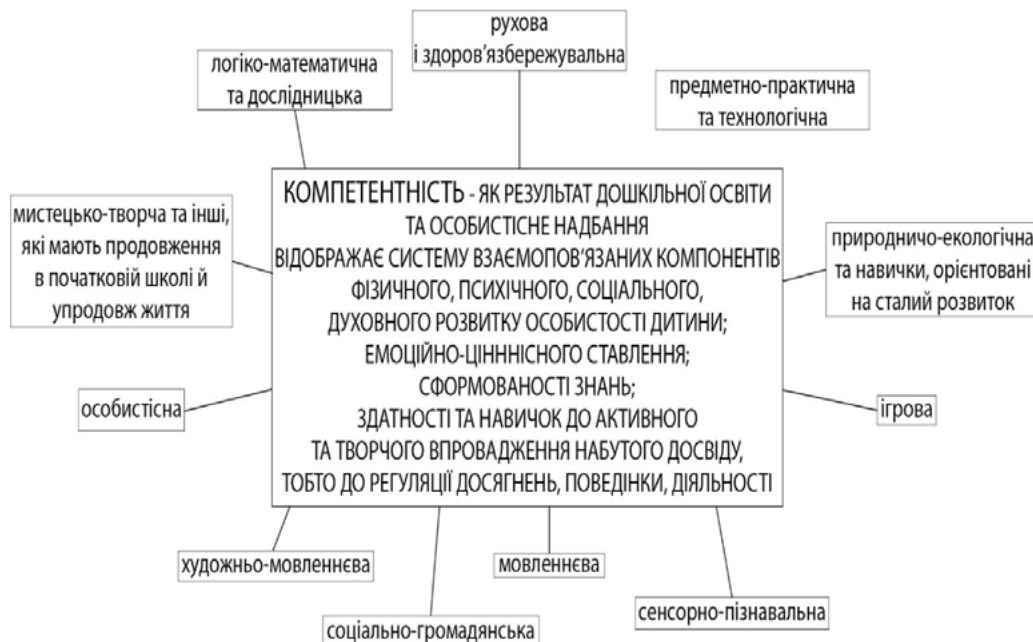 рухова
і здоров'язбережувальна
логіко-математична
та дослідницька
предметно-практична
та технологічна
КОМПЕТЕНТНІСТЬ - ЯК РЕЗУЛЬТАТ ДОШКІЛЬНОЇ ОСВІТИ
ТА ОСОБИСТІСНЕ НАДБАННЯ
ВІДОБРАЖАЄ СИСТЕМУ ВЗАЄМОПОВ'ЯЗАНИХ КОМПОНЕНТІВ
ФІЗИЧНОГО, ПСИХІЧНОГО, СОЦІАЛЬНОГО,
ДУХОВНОГО РОЗВИТКУ ОСОБИСТОСТІ ДИТИНИ;
ЕМОЦІЙНО-ЦІНННІСНОГО СТАВЛЕННЯ;
СФОРМОВАНОСТІ ЗНАНЬ;
ЗДАТНОСТІ ТА НАВИЧОК ДО АКТИВНОГО
ТА ТВОРЧОГО ВПРОВАДЖЕННЯ НАБУТОГО ДОСВІДУ,
ТОБТО ДО РЕГУЛЯЦІЇ ДОСЯГНЕНЬ, ПОВЕДІНКИ, ДІЯЛЬНОСТІ
мистецько-творча та інші,
які мають продовження
в початковій школі й
упродовж життя
природничо-екологічна
та навички, орієнтовані
на сталий розвиток
особистісна
ігрова
художньо-мовленнєва
мовленнєва
соціально-громадянська
сенсорно-пізнавальна